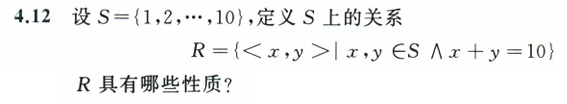 4.12 设 S={1,2,…,10},定义 S 上的关系
R={<x,y>| x,y∈S ∧ x+y=10}
R 具有哪些性质?